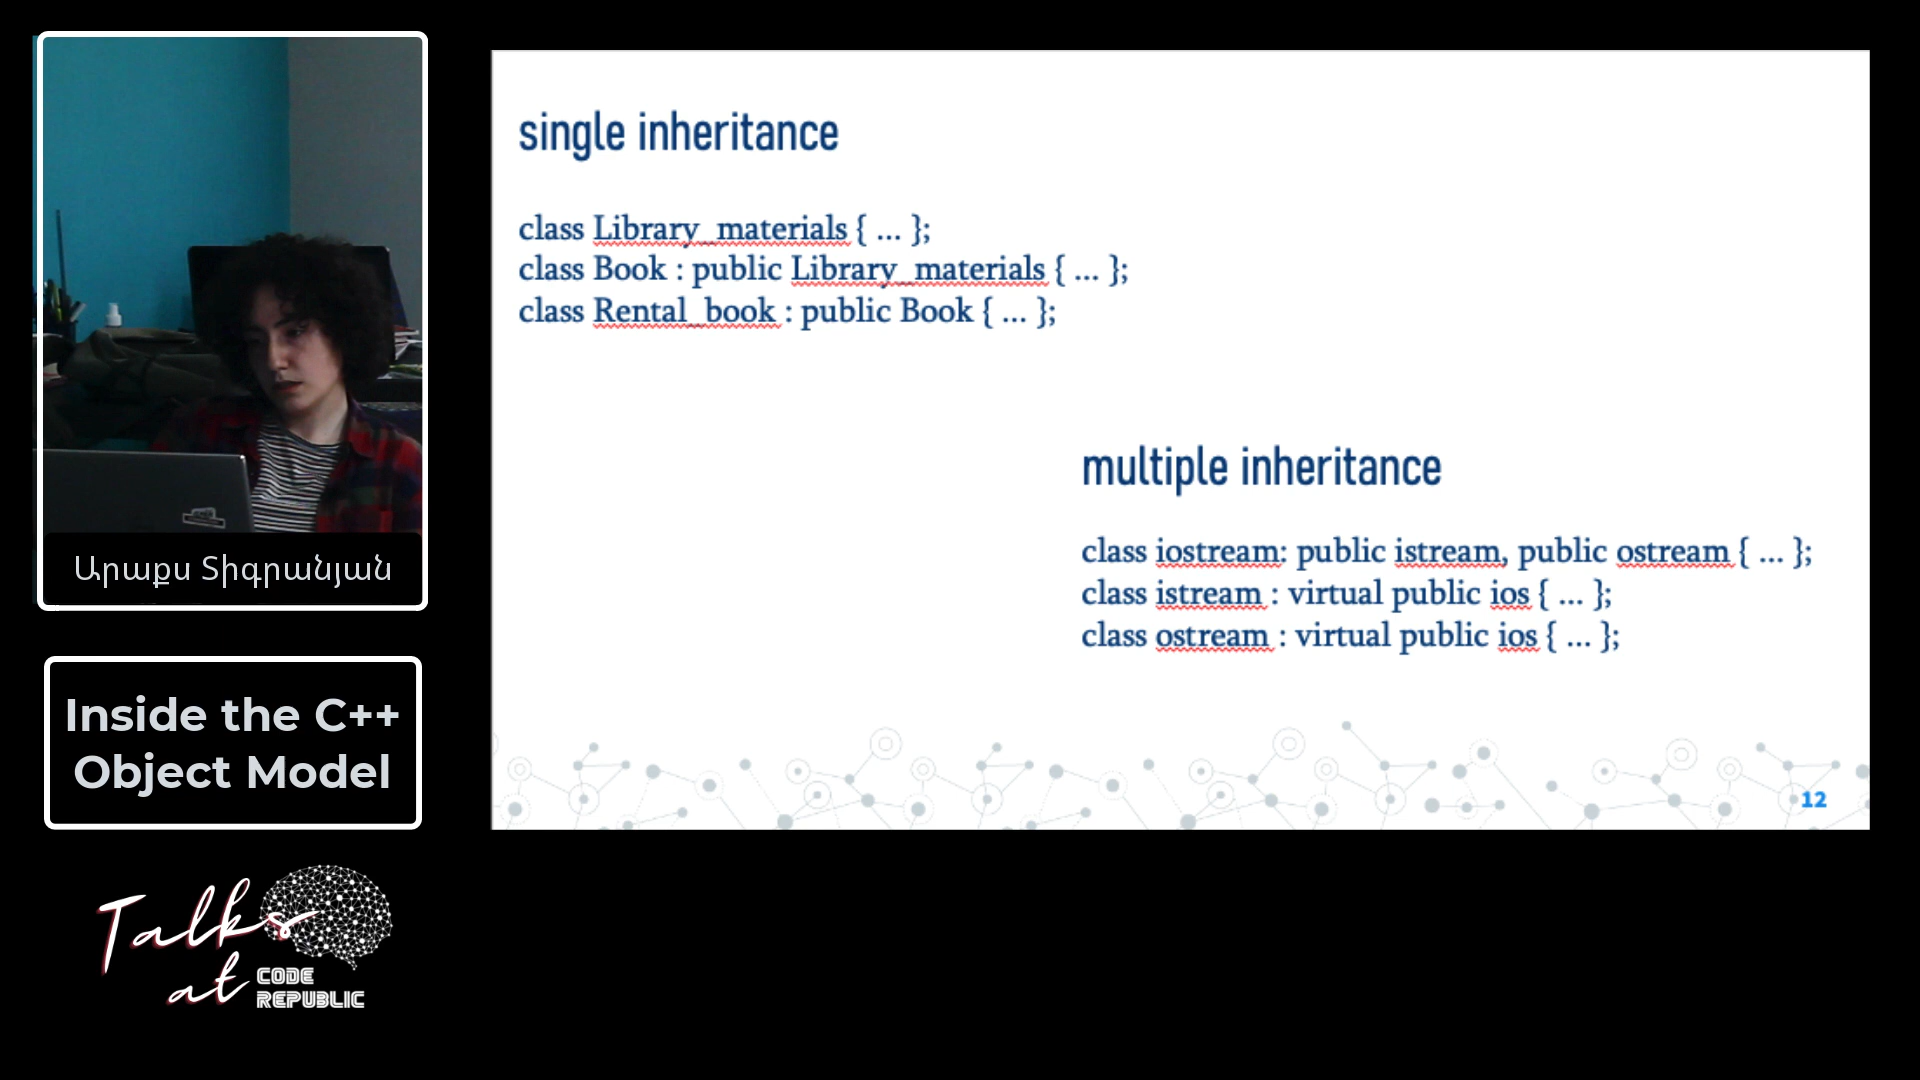 single inheritance
class Library_materials { ... };
class Book : public Library_materials { ... };
class Rental_book : public Book { ... };
multiple inheritance
class iostream: public istream, public ostream { ... };
class istream : virtual public ios { ... };
class ostream : virtual public ios { ... };
12
Արաքս Տիգրանյան
Inside the C++
Object Model
Talks
at CODE
REPUBLIC